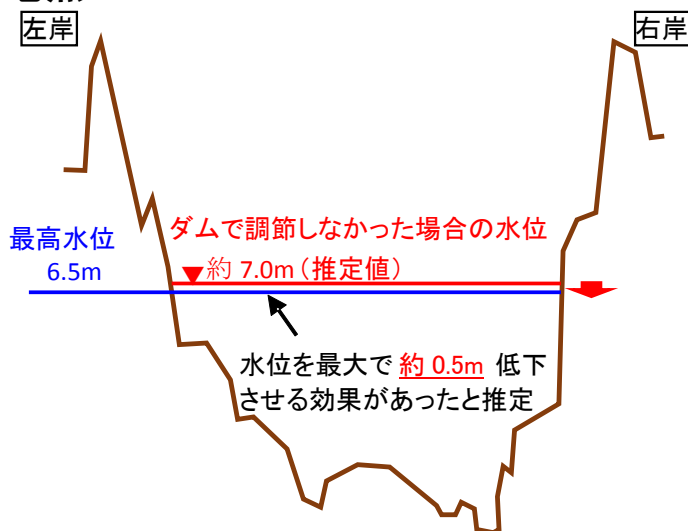 左岸
右岸
ダムで調節しなかった場合の水位
最高水位
6.5m
約 7.0m（推定値）
水位を最大で 約 0.5m 低下
させる効果があったと推定